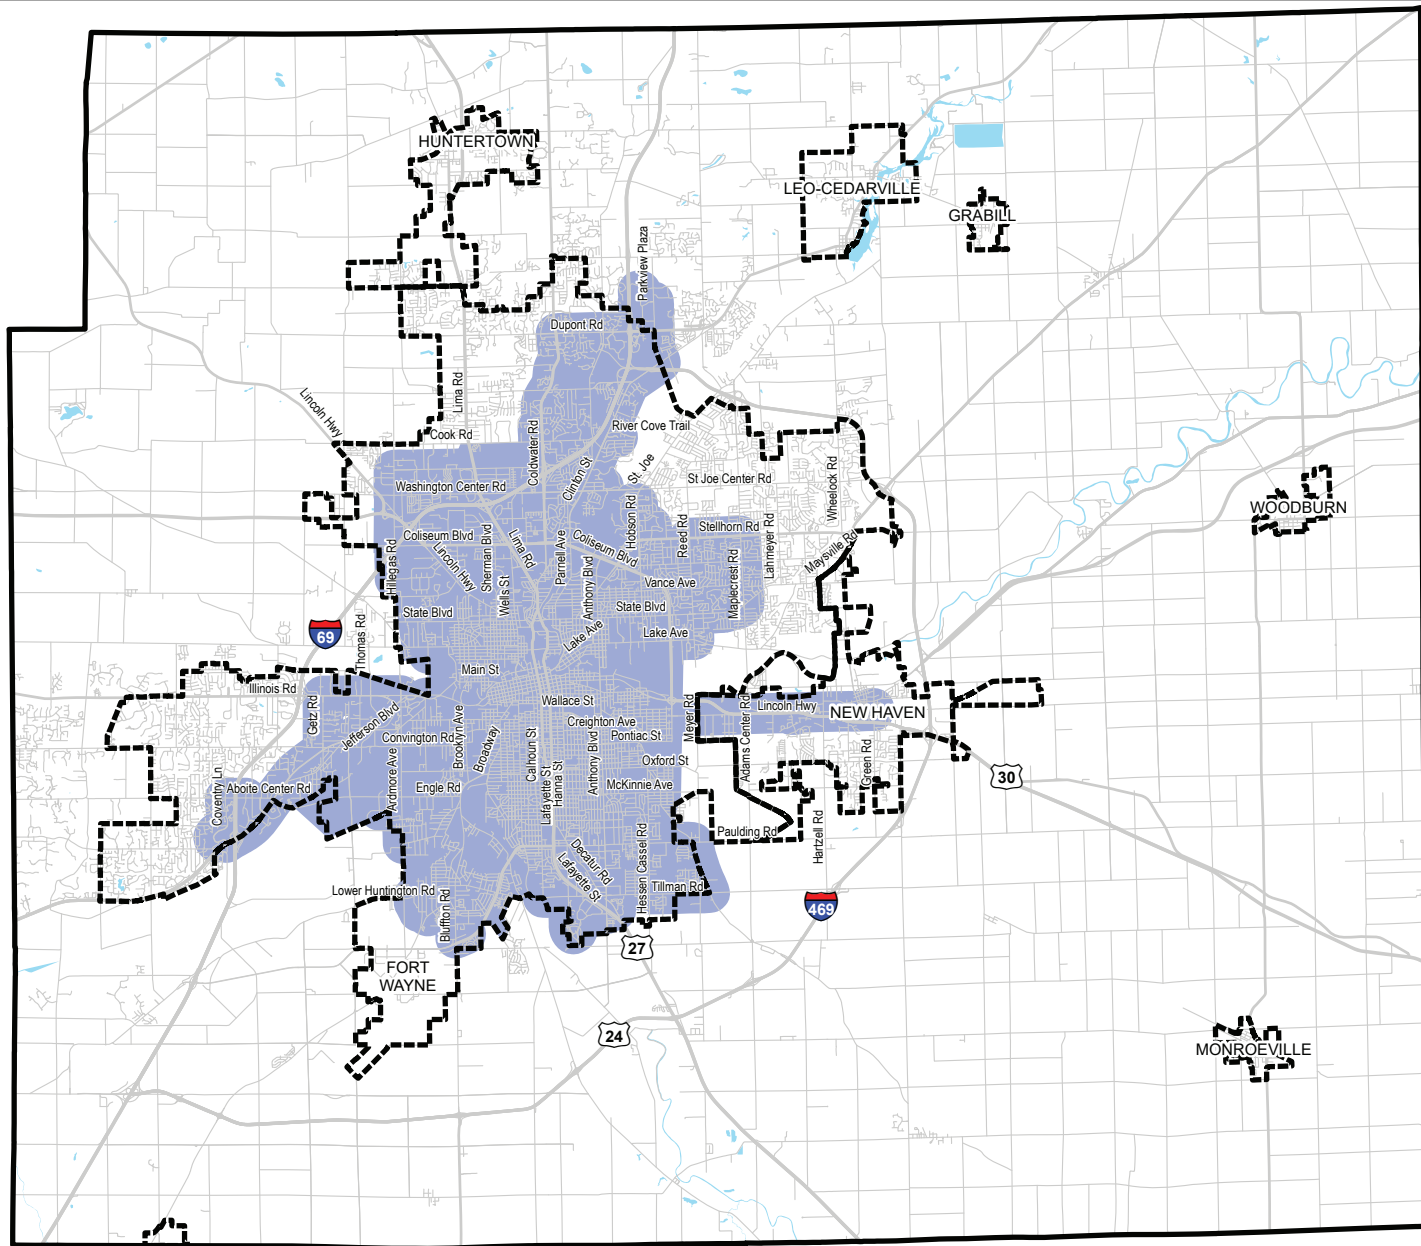 HUNTERTOWN
LEO-CEDARVILLE
GRABILL
Parkview Plaza
Dupont Rd
Lima Rd
Lincoln Hwy
Cook Rd
Coldwater Rd
River Cove Trail
Clinton St
St. Joe
St Joe Center Rd
Washington Center Rd
Wheelock Rd
WOODBURN
Hobson Rd
Reed Rd
Stellhorn Rd
Lahmeyer Rd
Maysville Rd
Coliseum Blvd
Lincoln Hwy
Sherman Blvd
Lima Rd
Parnell Ave
Coliseum Blvd
Hillegas Rd
Wells St
Anthony Blvd
Vance Ave
Maplecrest Rd
State Blvd
State Blvd
Lake Ave
Lake Ave
69
Thomas Rd
Main St
Illinois Rd
Getz Rd
Wallace St
Meyer Rd
Adams Center Rd
Lincoln Hwy
NEW HAVEN
Jefferson Blvd
Convington Rd
Brooklyn Ave
Broadway
Creighton Ave
Pontiac St
Calhoun St
Anthony Blvd
Oxford St
Green Rd
30
Coventry Ln
Aboite Center Rd
Ardmore Ave
Engle Rd
Lafayette St
Hanna St
McKinnie Ave
Paulding Rd
Hartzell Rd
Decatur Rd
Lafayette St
Hessen Cassel Rd
Tillman Rd
Lower Huntington Rd
Bluffton Rd
469
27
FORT
WAYNE
24
MONROEVILLE